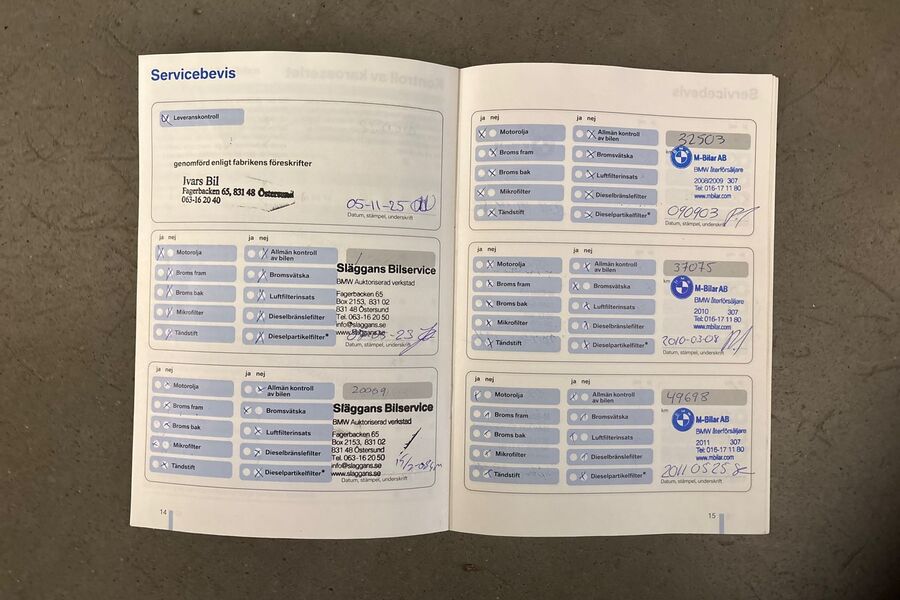 Servicebevis
Leveranskontroll
genomförd enligt fabrikens föreskrifter
Ivars Bil
Fagerbacken 65, 831 48 Östersund
063-16 20 40
05-11-25
Datum, stämpel, underskrift
ja nej
ja nej
Motorolja
Broms fram
Broms bak
Mikrofilter
Tändstift
Allmän kontroll
av bilen
Bromsvätska
Luftfilterinsats
Dieselbränslefilter
Dieselpartikelfilter*
Släggans Bilservice
BMW Auktoriserad verkstad
Fagerbacken 65
Box 2153, 831 02
831 48 Östersund
Tel. 063-16 20 50
info@slaggans.se
www.slaggans.se
Datum, stämpel, underskrift
ja nej
ja nej
Motorolja
Broms fram
Broms bak
Mikrofilter
Tändstift
Allmän kontroll
av bilen
Bromsvätska
Luftfilterinsats
Dieselbränslefilter
Dieselpartikelfilter*
Släggans Bilservice
BMW Auktoriserad verkstad
Fagerbacken 65
Box 2153, 831 02
831 48 Östersund
Tel. 063-16 20 50
info@slaggans.se
www.slaggans.se
Datum, stämpel, underskrift
14
ja nej
ja nej
Motorolja
Broms fram
Broms bak
Mikrofilter
Tändstift
Allmän kontroll
av bilen
Bromsvätska
Luftfilterinsats
Dieselbränslefilter
Dieselpartikelfilter*
32503
km
M-Bilar AB
BMW återförsäljare
2008/2009 307
Tel: 016-17 11 80
www.mbilar.com
090903
Datum, stämpel, underskrift
ja nej
ja nej
Motorolja
Broms fram
Broms bak
Mikrofilter
Tändstift
Allmän kontroll
av bilen
Bromsvätska
Luftfilterinsats
Dieselbränslefilter
Dieselpartikelfilter*
37075
km
M-Bilar AB
BMW återförsäljare
2010 307
Tel: 016-17 11 80
www.mbilar.com
2010-03-08
Datum, stämpel, underskrift
ja nej
ja nej
Motorolja
Broms fram
Broms bak
Mikrofilter
Tändstift
Allmän kontroll
av bilen
Bromsvätska
Luftfilterinsats
Dieselbränslefilter
Dieselpartikelfilter*
49698
km
M-Bilar AB
BMW återförsäljare
2011 307
Tel: 016-17 11 80
www.mbilar.com
2011 05 25
Datum, stämpel, underskrift
15